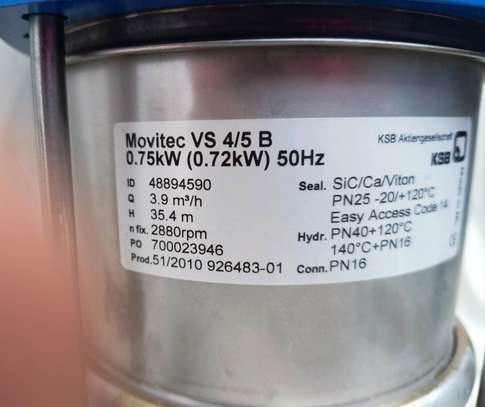 Movitec VS 4/5 B
0.75kW (0.72kW) 50Hz
KSB Aktiengesellschaft
KSB
ID 48894590
Q 3.9 m³/h
H 35.4 m
n fix. 2880rpm
PO 700023946
Prod. 51/2010 926483-01
Seal. SiC/Ca/Viton
PN25 -20/+120°C
Easy Access Code 14
Hydr. PN40+120°C
140°C+PN16
Conn. PN16